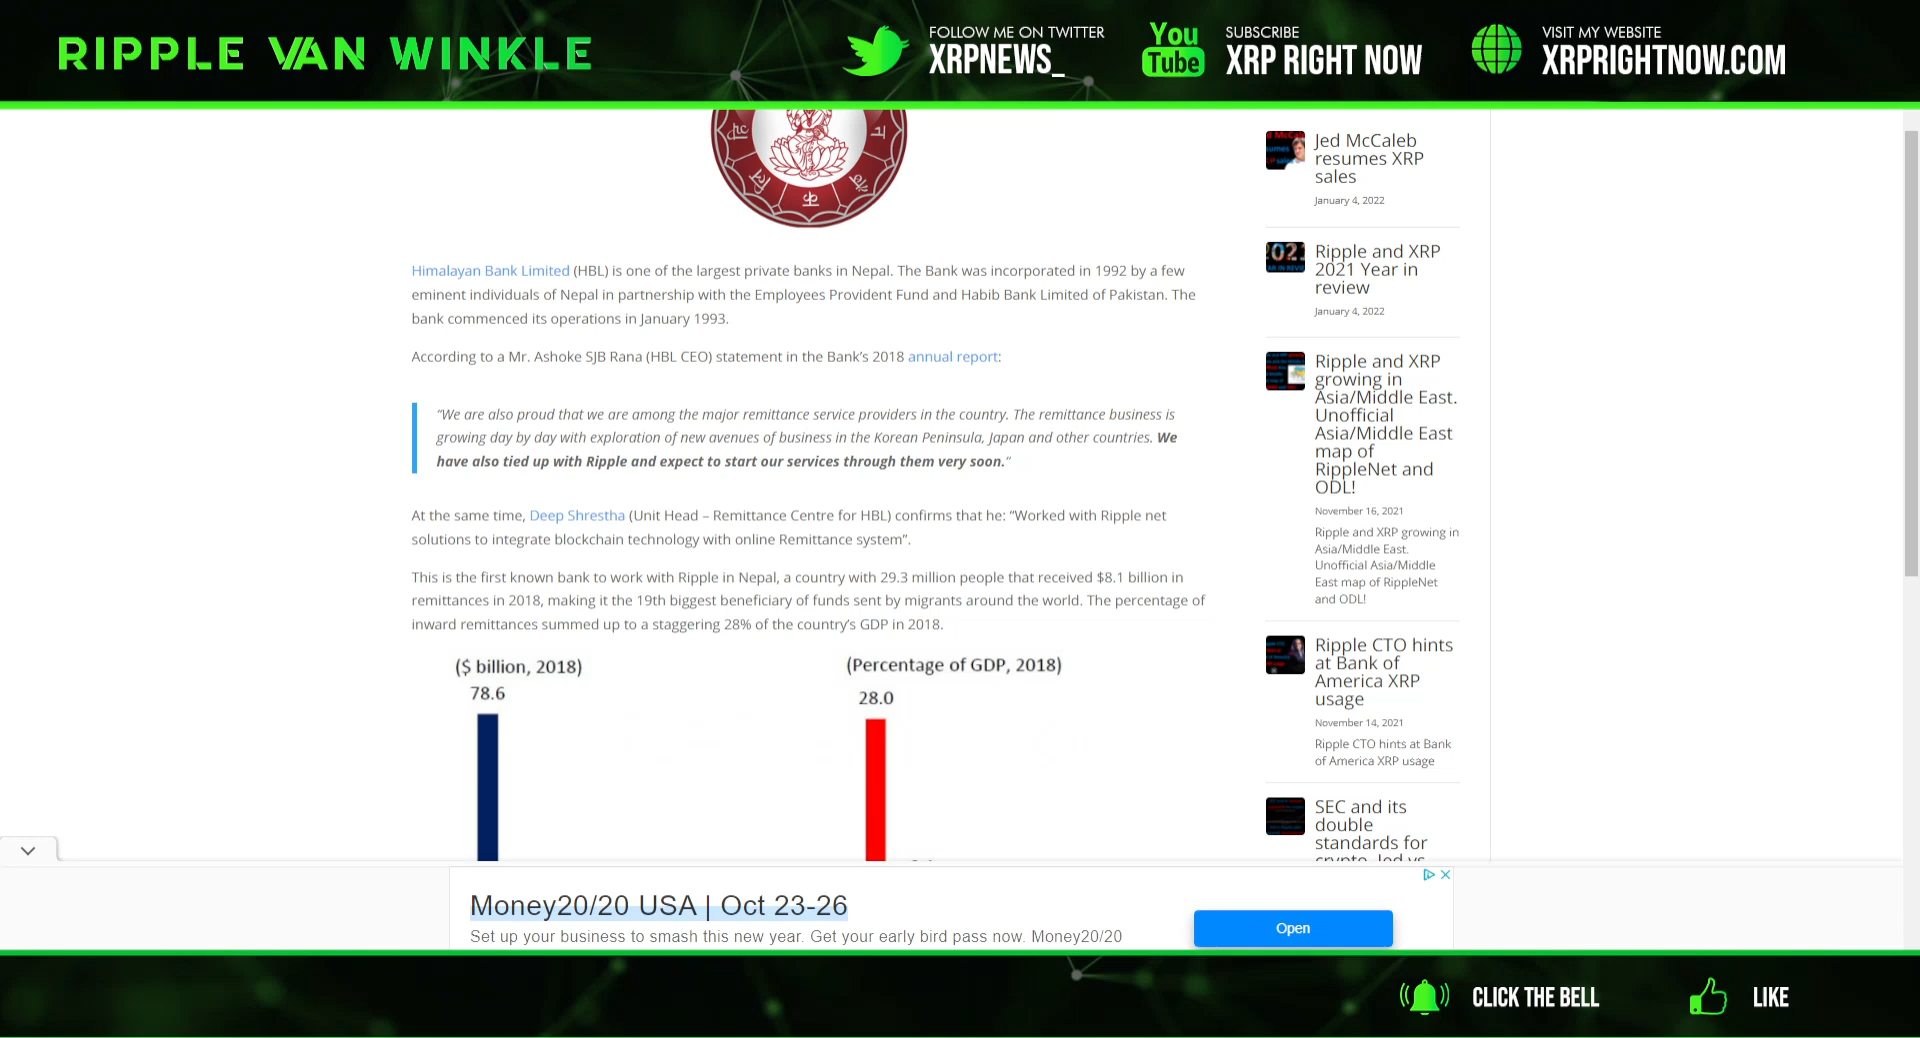 RIPPLE VAN WINKLE
FOLLOW ME ON TWITTER
XRPNEWS_
You
Tube
SUBSCRIBE
XRP RIGHT NOW
VISIT MY WEBSITE
XRPRIGHTNOW.COM
Himalayan Bank Limited (HBL) is one of the largest private banks in Nepal. The Bank was incorporated in 1992 by a few
eminent individuals of Nepal in partnership with the Employees Provident Fund and Habib Bank Limited of Pakistan. The
bank commenced its operations in January 1993.
According to a Mr. Ashoke SJB Rana (HBL CEO) statement in the Bank’s 2018 annual report:
“We are also proud that we are among the major remittance service providers in the country. The remittance business is
growing day by day with exploration of new avenues of business in the Korean Peninsula, Japan and other countries. We
have also tied up with Ripple and expect to start our services through them very soon.“
At the same time, Deep Shrestha (Unit Head – Remittance Centre for HBL) confirms that he: “Worked with Ripple net
solutions to integrate blockchain technology with online Remittance system”.
This is the first known bank to work with Ripple in Nepal, a country with 29.3 million people that received $8.1 billion in
remittances in 2018, making it the 19th biggest beneficiary of funds sent by migrants around the world. The percentage of
inward remittances summed up to a staggering 28% of the country’s GDP in 2018.
($ billion, 2018)
78.6
(Percentage of GDP, 2018)
28.0
Jed McCaleb
resumes XRP
sales
January 4, 2022
Ripple and XRP
2021 Year in
review
January 4, 2022
Ripple and XRP
growing in
Asia/Middle East.
Unofficial
Asia/Middle East
map of
RippleNet and
ODL!
November 16, 2021
Ripple and XRP growing in
Asia/Middle East.
Unofficial Asia/Middle
East map of RippleNet
and ODL!
Ripple CTO hints
at Bank of
America XRP
usage
November 14, 2021
Ripple CTO hints at Bank
of America XRP usage
SEC and its
double
standards for
crypto. Jed vs
Money20/20 USA | Oct 23-26
Set up your business to smash this new year. Get your early bird pass now. Money20/20
Open
CLICK THE BELL
LIKE